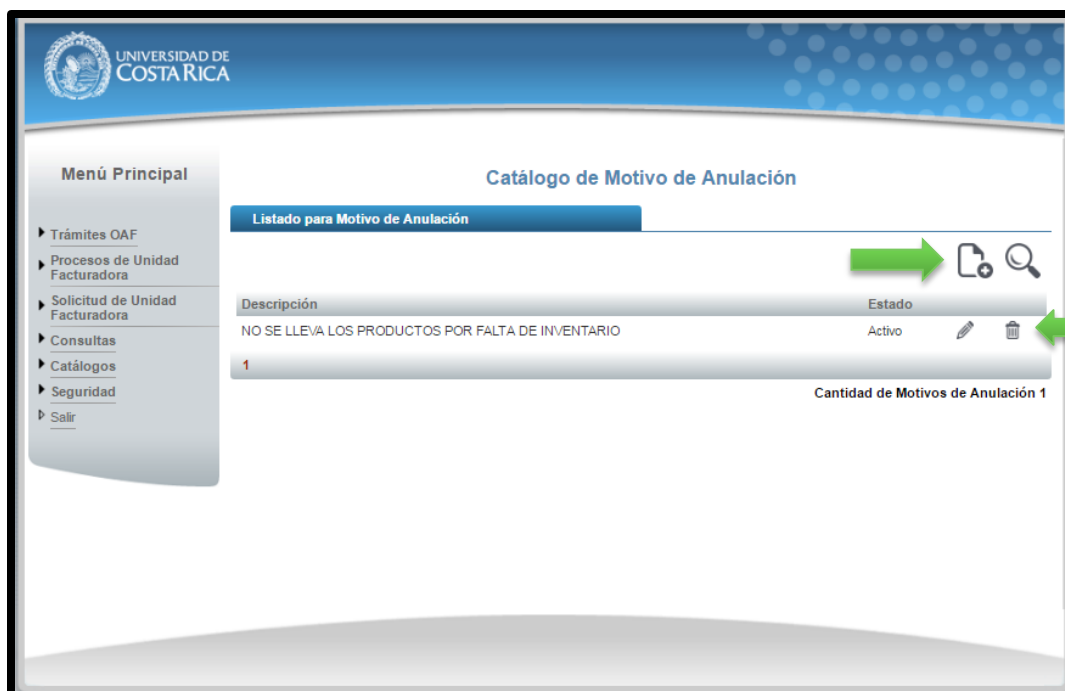 UNIVERSIDAD DE
COSTA RICA
Menú Principal
Trámites OAF
Procesos de Unidad
Facturadora
Solicitud de Unidad
Facturadora
Consultas
Catálogos
Seguridad
Salir
Catálogo de Motivo de Anulación
Listado para Motivo de Anulación
Descripción Estado
NO SE LLEVA LOS PRODUCTOS POR FALTA DE INVENTARIO Activo
1
Cantidad de Motivos de Anulación 1